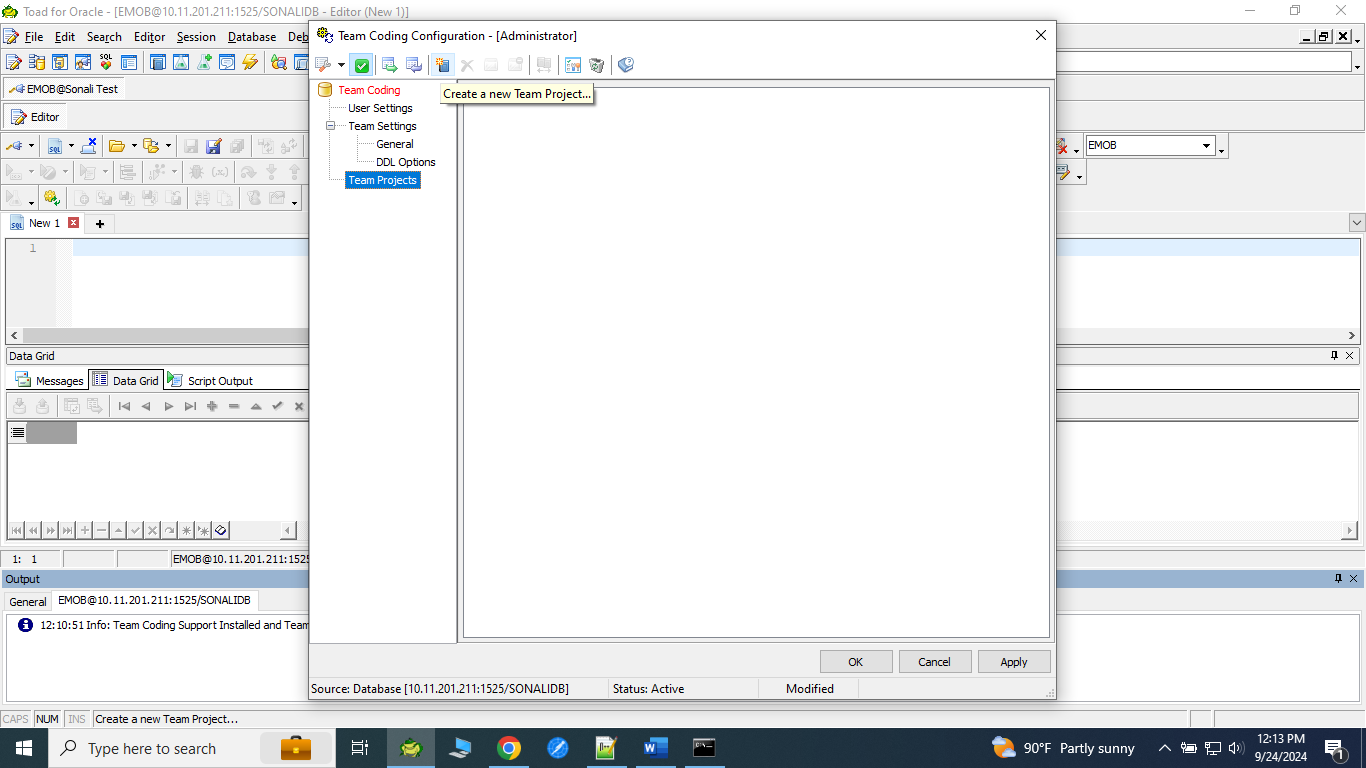 Toad for Oracle - [EMOB@10.11.201.211:1525/SONALIDB - Editor (New 1)]
File Edit Search Editor Session Database Deb
Team Coding Configuration - [Administrator]
EMOB@Sonali Test
Editor
Create a new Team Project...
Team Coding
User Settings
Team Settings
General
DDL Options
Team Projects
SQL
EMOB
New 1
1
Data Grid
Messages Data Grid Script Output
1: 1
EMOB@10.11.201.211:1525
Output
General EMOB@10.11.201.211:1525/SONALIDB
12:10:51 Info: Team Coding Support Installed and Team
OK Cancel Apply
Source: Database [10.11.201.211:1525/SONALIDB] Status: Active Modified
CAPS NUM INS Create a new Team Project...
Type here to search
90°F Partly sunny
12:13 PM
9/24/2024
1